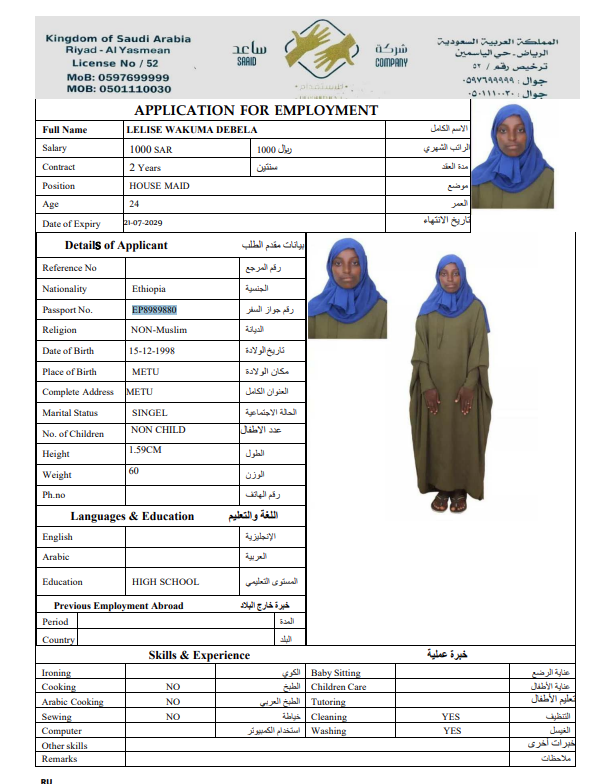 Kingdom of Saudi Arabia
Riyad - Al Yasmean
License No / 52
MoB: 0597699999
MOB: 0501110030
ساعد
SAAID
شركة
COMPANY
للإستقدام
المملكة العربية السعودية
الرياض - حي الياسمين
ترخيص رقم / ٥٢
جوال : ٠٥٩٧٦٩٩٩٩٩
جوال : ٠٥٠١١١٠٠٣٠
APPLICATION FOR EMPLOYMENT
Full Name LELISE WAKUMA DEBELA الاسم الكامل
Salary 1000 SAR 1000 ريال الراتب الشهري
Contract 2 Years سنتين مدة العقد
Position HOUSE MAID موضع
Age 24 العمر
Date of Expiry 21-07-2029 تاريخ الانتهاء
Details of Applicant بيانات مقدم الطلب
Reference No رقم المرجع
Nationality Ethiopia الجنسية
Passport No. EP8989880 رقم جواز السفر
Religion NON-Muslim الديانة
Date of Birth 15-12-1998 تاريخ الولادة
Place of Birth METU مكان الولادة
Complete Address METU العنوان الكامل
Marital Status SINGEL الحالة الاجتماعية
No. of Children NON CHILD عدد الاطفال
Height 1.59CM الطول
Weight 60 الوزن
Ph.no رقم الهاتف
Languages & Education اللغة والتعليم
English الإنجليزية
Arabic العربية
Education HIGH SCHOOL المستوى التعليمي
Previous Employment Abroad خبرة خارج البلاد
Period المدة
Country البلد
Skills & Experience خبرة عملية
Ironing الكوي Baby Sitting عناية الرضع
Cooking NO الطبخ Children Care عناية الأطفال
Arabic Cooking NO الطبخ العربي Tutoring تعليم الأطفال
Sewing NO خياطة Cleaning YES التنظيف
Computer استخدام الكمبيوتر Washing YES الغسيل
Other skills خبرات أخرى
Remarks ملاحظات
RU